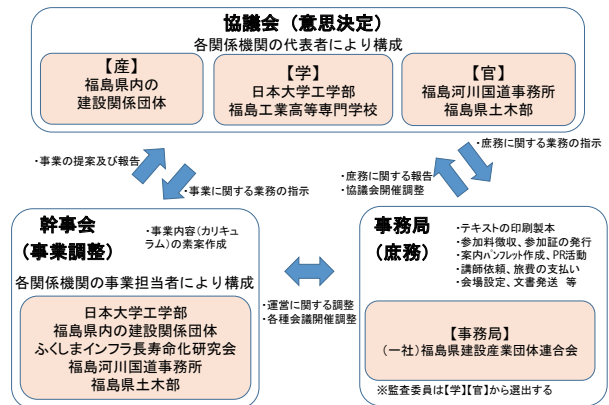 協議会（意思決定）
各関係機関の代表者により構成
【産】
福島県内の
建設関係団体
【学】
日本大学工学部
福島工業高等専門学校
【官】
福島河川国道事務所
福島県土木部
・事業の提案及び報告
・事業に関する業務の指示
・庶務に関する報告
・協議会開催調整
・庶務に関する業務の指示
幹事会
（事業調整）
・事業内容（カリキュ
ラム）の素案作成
各関係機関の事業担当者により構成
日本大学工学部
福島県内の建設関係団体
ふくしまインフラ長寿命化研究会
福島河川国道事務所
福島県土木部
・運営に関する調整
・各種会議開催調整
事務局
（庶務）
・テキストの印刷製本
・参加料徴収、参加証の発行
・案内パンフレット作成、PR活動
・講師依頼、旅費の支払い
・会場設定、文書発送　等
【事務局】
（一社）福島県建設産業団体連合会
※監査委員は【学】【官】から選出する